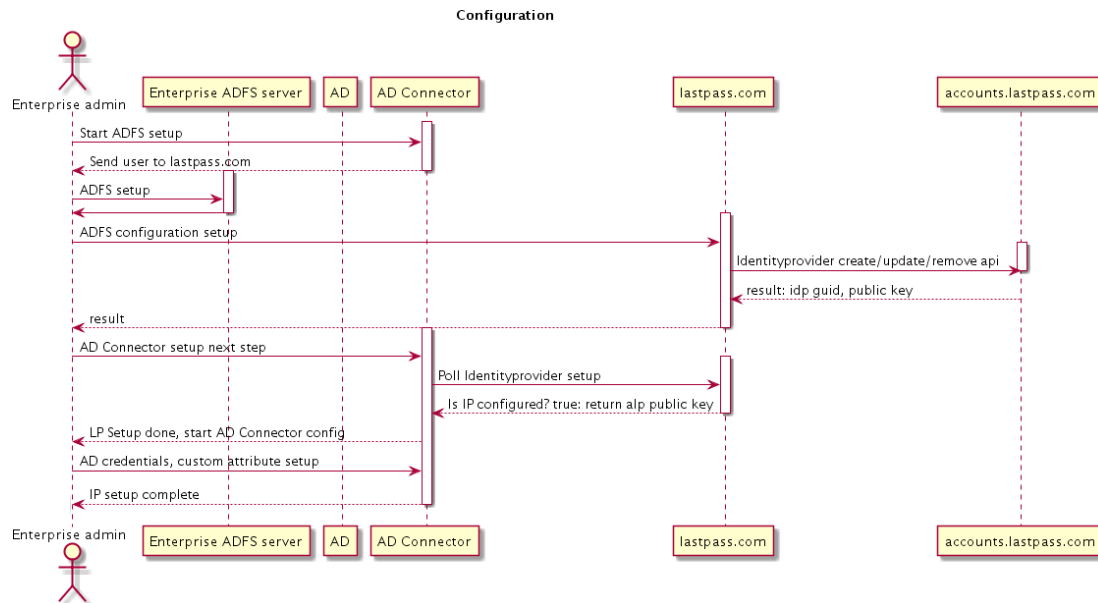 Configuration
Enterprise admin
Enterprise ADFS server
AD
AD Connector
lastpass.com
accounts.lastpass.com
Start ADFS setup
Send user to lastpass.com
ADFS setup
ADFS configuration setup
Identityprovider create/update/remove api
result: idp guid, public key
result
AD Connector setup next step
Poll Identityprovider setup
Is IP configured? true: return alp public key
LP Setup done, start AD Connector config
AD credentials, custom attribute setup
IP setup complete
Enterprise admin
Enterprise ADFS server
AD
AD Connector
lastpass.com
accounts.lastpass.com